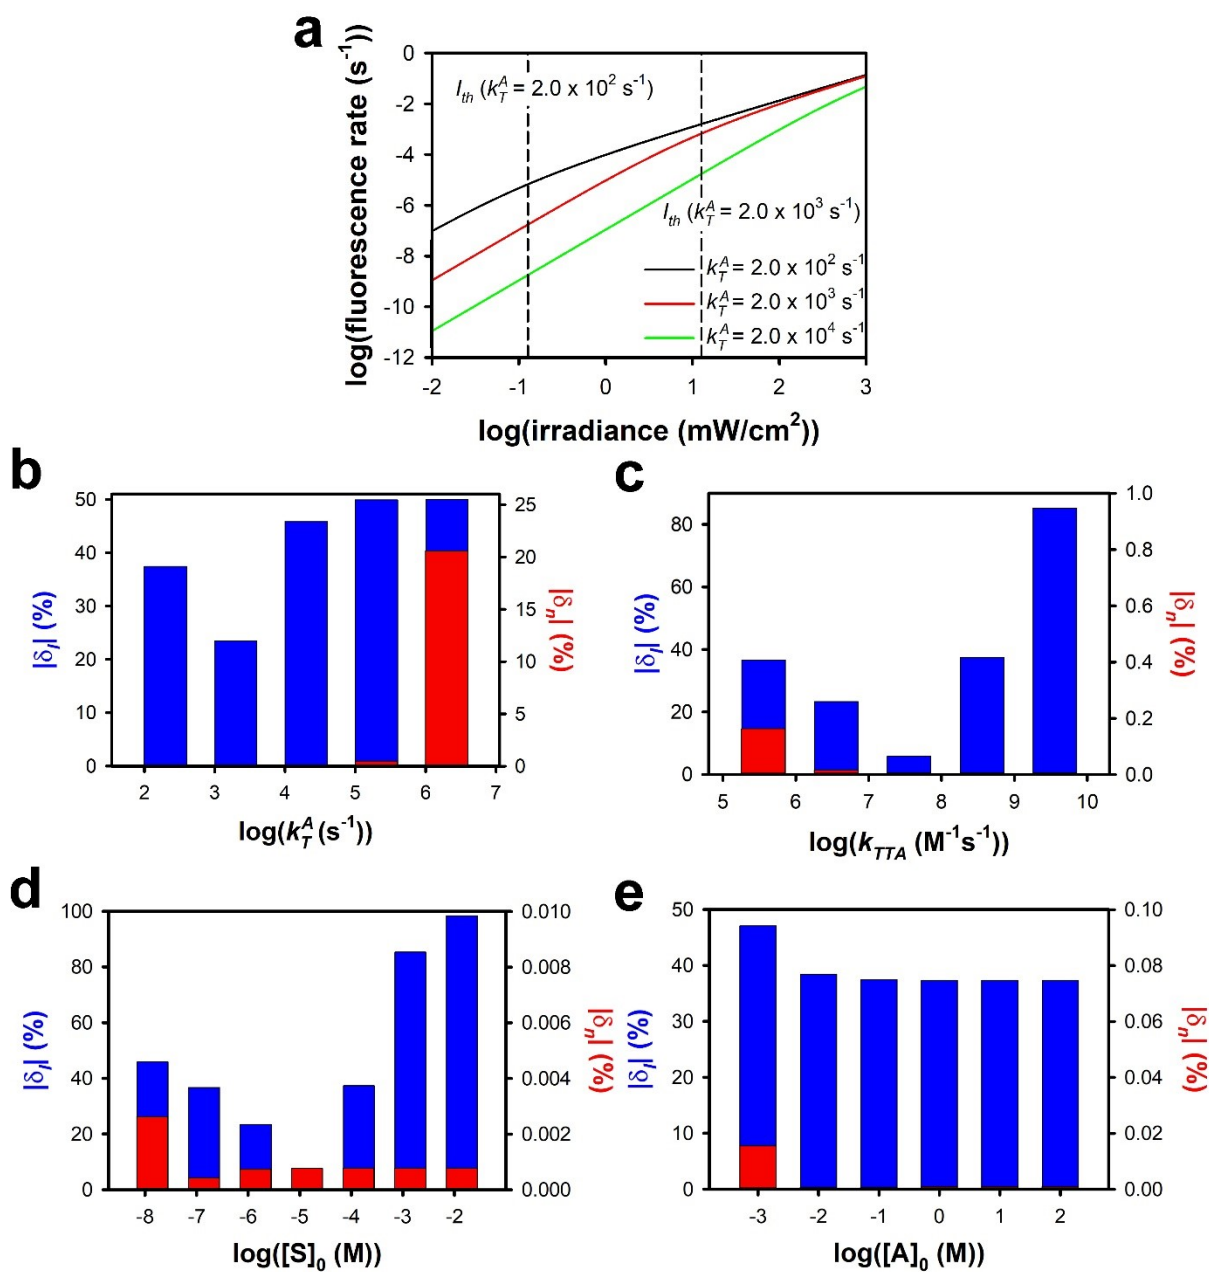 a
log(fluorescence rate (s⁻¹))
0
-2
-4
-6
-8
-10
-12
I_th (k_T^A = 2.0 x 10² s⁻¹)
I_th (k_T^A = 2.0 x 10³ s⁻¹)
k_T^A = 2.0 x 10² s⁻¹
k_T^A = 2.0 x 10³ s⁻¹
k_T^A = 2.0 x 10⁴ s⁻¹
-2 -1 0 1 2 3
log(irradiance (mW/cm²))
b
|δ_I| (%)
50
40
30
20
10
0
25
20
15
10
5
0
|δ_n| (%)
2 3 4 5 6 7
log(k_T^A (s⁻¹))
c
|δ_I| (%)
80
60
40
20
0
1.0
0.8
0.6
0.4
0.2
0.0
|δ_n| (%)
5 6 7 8 9 10
log(k_TTA (M⁻¹s⁻¹))
d
|δ_I| (%)
100
80
60
40
20
0
0.010
0.008
0.006
0.004
0.002
0.000
|δ_n| (%)
-8 -7 -6 -5 -4 -3 -2
log([S]₀ (M))
e
|δ_I| (%)
50
40
30
20
10
0
0.10
0.08
0.06
0.04
0.02
0.00
|δ_n| (%)
-3 -2 -1 0 1 2
log([A]₀ (M))